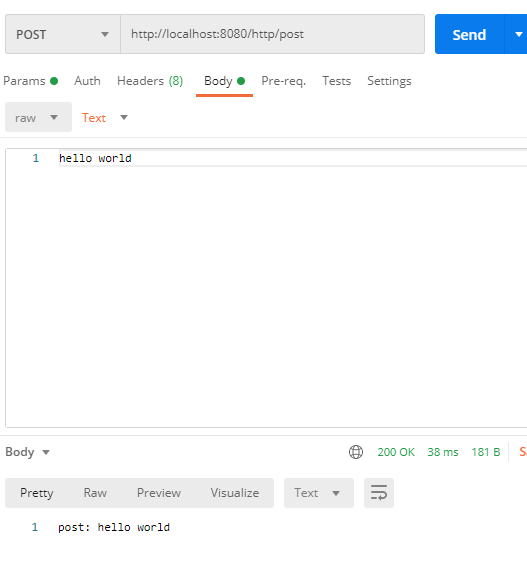 POST http://localhost:8080/http/post Send
Params Auth Headers (8) Body Pre-req. Tests Settings
raw Text
1 hello world
Body 200 OK 38 ms 181 B
Pretty Raw Preview Visualize Text
1 post: hello world